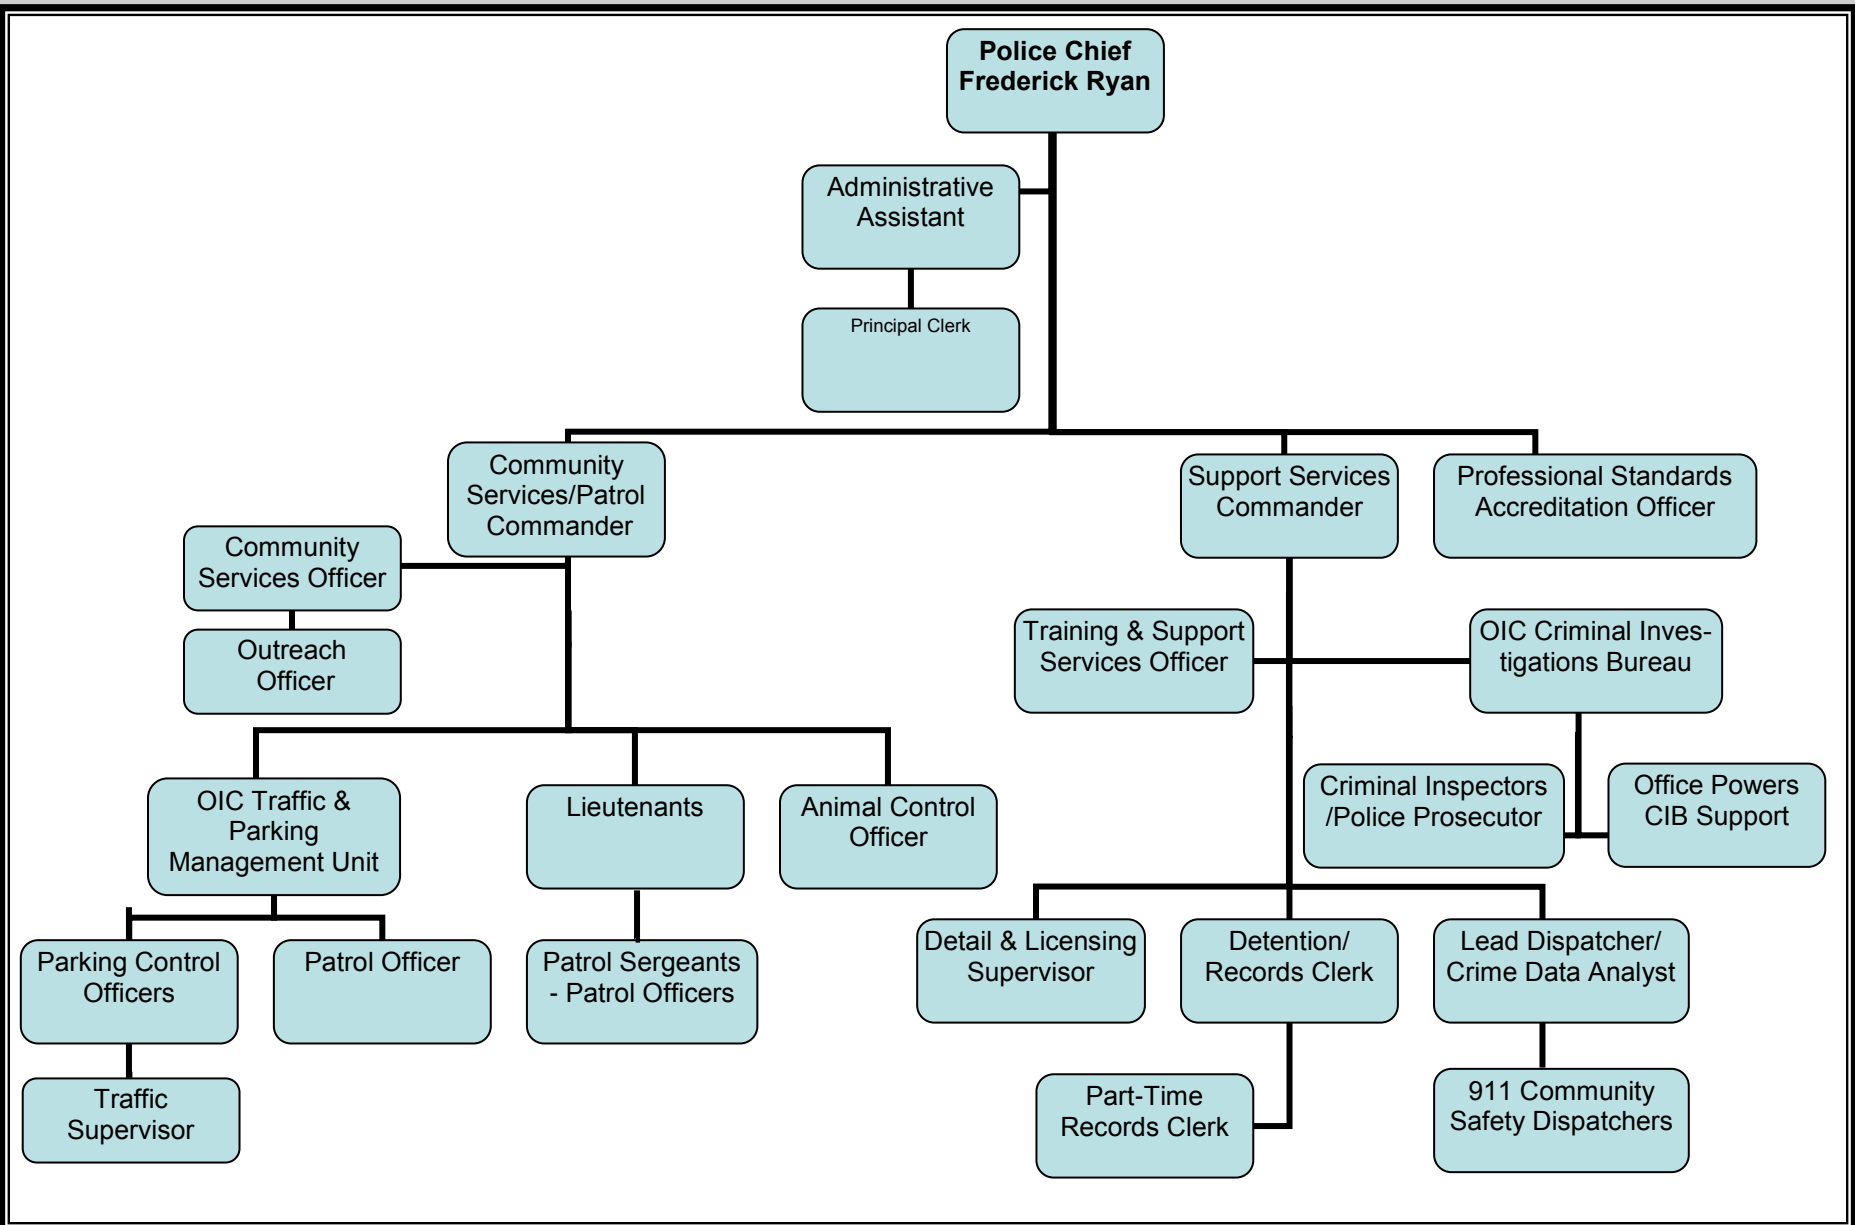 Police Chief
Frederick Ryan
Administrative
Assistant
Principal Clerk
Community
Services/Patrol
Commander
Support Services
Commander
Professional Standards
Accreditation Officer
Community
Services Officer
Outreach
Officer
Training & Support
Services Officer
OIC Criminal Inves-
tigations Bureau
OIC Traffic &
Parking
Management Unit
Lieutenants
Animal Control
Officer
Criminal Inspectors
/Police Prosecutor
Office Powers
CIB Support
Parking Control
Officers
Patrol Officer
Patrol Sergeants
- Patrol Officers
Detail & Licensing
Supervisor
Detention/
Records Clerk
Lead Dispatcher/
Crime Data Analyst
Traffic
Supervisor
Part-Time
Records Clerk
911 Community
Safety Dispatchers